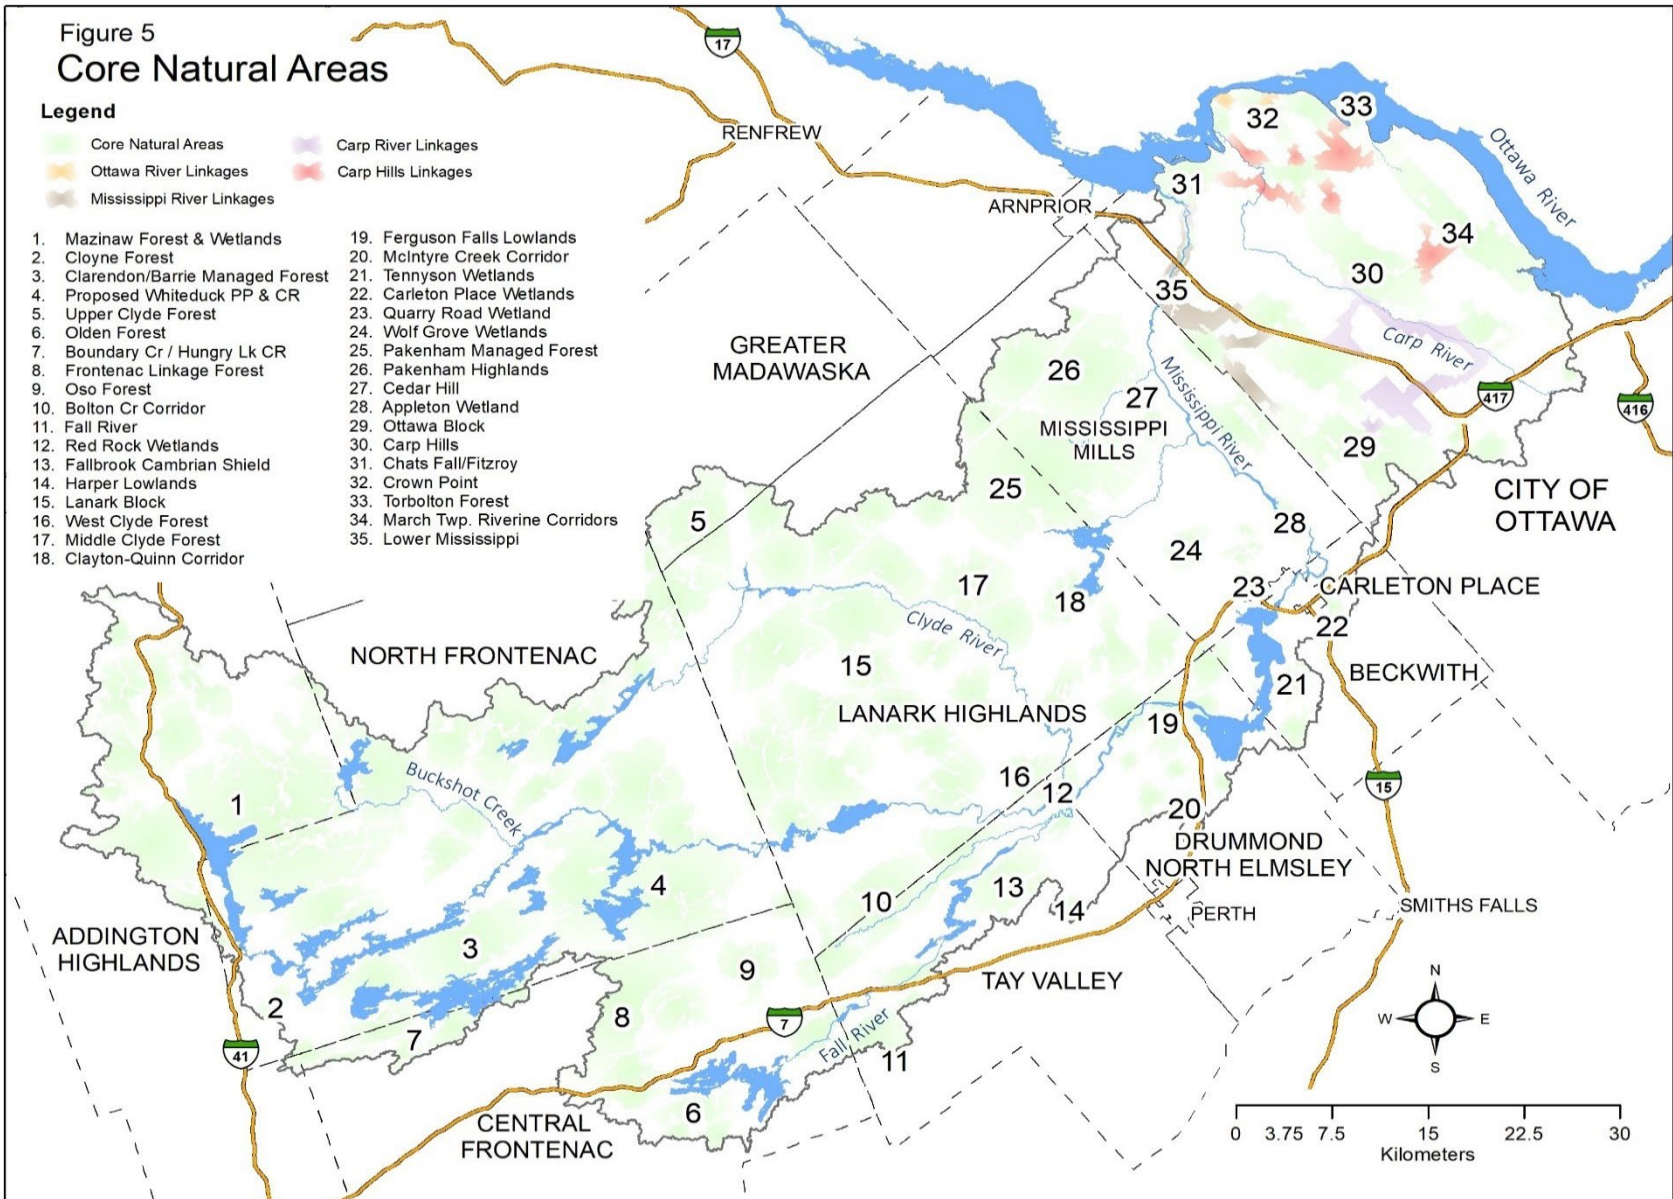 Figure 5
Core Natural Areas
Legend
Core Natural Areas
Ottawa River Linkages
Mississippi River Linkages
Carp River Linkages
Carp Hills Linkages
1. Mazinaw Forest & Wetlands
2. Cloyne Forest
3. Clarendon/Barrie Managed Forest
4. Proposed Whiteduck PP & CR
5. Upper Clyde Forest
6. Olden Forest
7. Boundary Cr / Hungry Lk CR
8. Frontenac Linkage Forest
9. Oso Forest
10. Bolton Cr Corridor
11. Fall River
12. Red Rock Wetlands
13. Fallbrook Cambrian Shield
14. Harper Lowlands
15. Lanark Block
16. West Clyde Forest
17. Middle Clyde Forest
18. Clayton-Quinn Corridor
19. Ferguson Falls Lowlands
20. McIntyre Creek Corridor
21. Tennyson Wetlands
22. Carleton Place Wetlands
23. Quarry Road Wetland
24. Wolf Grove Wetlands
25. Pakenham Managed Forest
26. Pakenham Highlands
27. Cedar Hill
28. Appleton Wetland
29. Ottawa Block
30. Carp Hills
31. Chats Fall/Fitzroy
32. Crown Point
33. Torbolton Forest
34. March Twp. Riverine Corridors
35. Lower Mississippi
17
RENFREW
ARNPRIOR
32
33
31
Ottawa River
34
30
35
GREATER
MADAWASKA
26
27
Mississippi River
Carp River
417
416
MISSISSIPPI
MILLS
29
25
CITY OF
OTTAWA
5
28
24
17
18
23
CARLETON PLACE
22
Clyde River
NORTH FRONTENAC
15
BECKWITH
21
LANARK HIGHLANDS
19
Buckshot Creek
16
12
15
1
20
DRUMMOND
NORTH ELMSLEY
4
13
10
14
PERTH
SMITHS FALLS
ADDINGTON
HIGHLANDS
3
9
TAY VALLEY
2
8
7
7
Fall River
11
41
6
CENTRAL
FRONTENAC
N
W
E
S
0 3.75 7.5 15 22.5 30
Kilometers